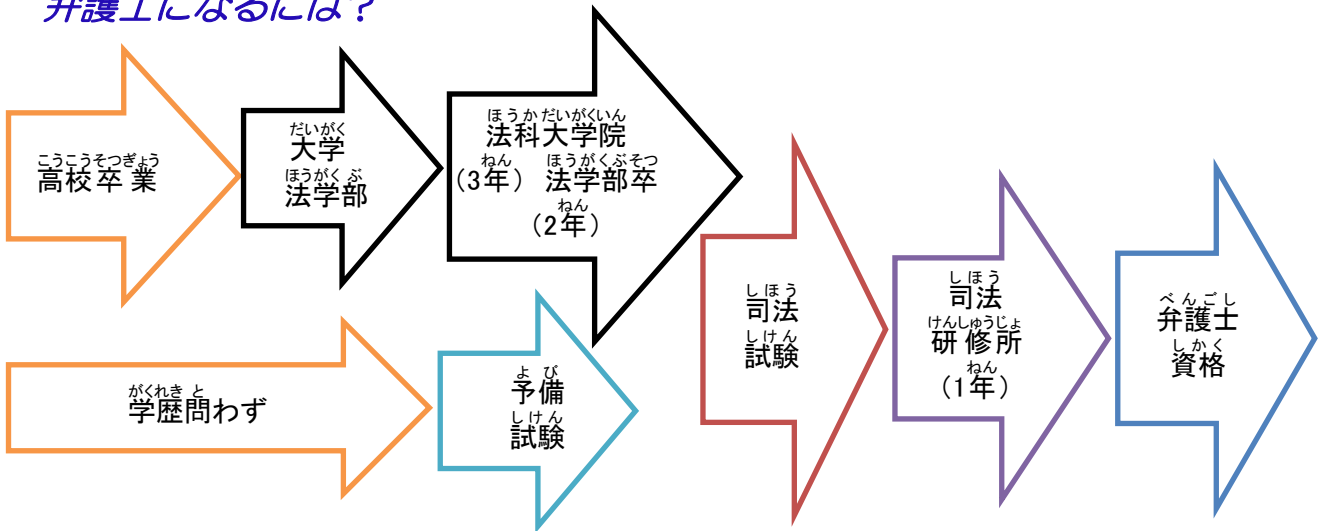 弁護士になるには？
こうこうそつぎょう
高校卒業
だいがく
大学
ほうがくぶ
法学部
ほうかだいがくいん
法科大学院
ねん ほうがくぶそつ
（3年） 法学部卒
ねん
（2年）
がくれきと
学歴問わず
よび
予備
しけん
試験
しほう
司法
しけん
試験
しほう
司法
けんしゅうじょ
研修所
ねん
（1年）
べんごし
弁護士
しかく
資格